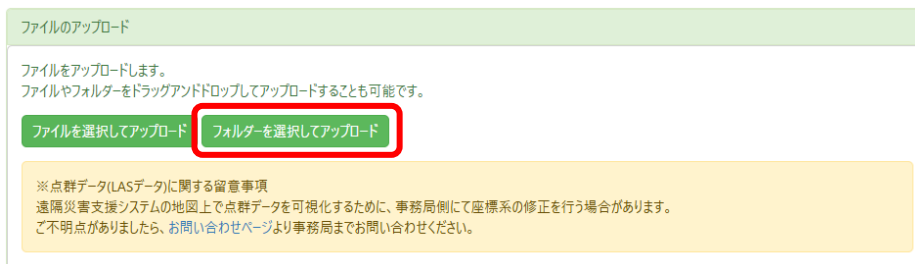 ファイルのアップロード
ファイルをアップロードします。
ファイルやフォルダーをドラッグアンドドロップしてアップロードすることも可能です。
ファイルを選択してアップロード フォルダーを選択してアップロード
※点群データ(LASデータ)に関する留意事項
遠隔災害支援システムの地図上で点群データを可視化するために、事務局側にて座標系の修正を行う場合があります。
ご不明点がありましたら、お問い合わせページより事務局までお問い合わせください。